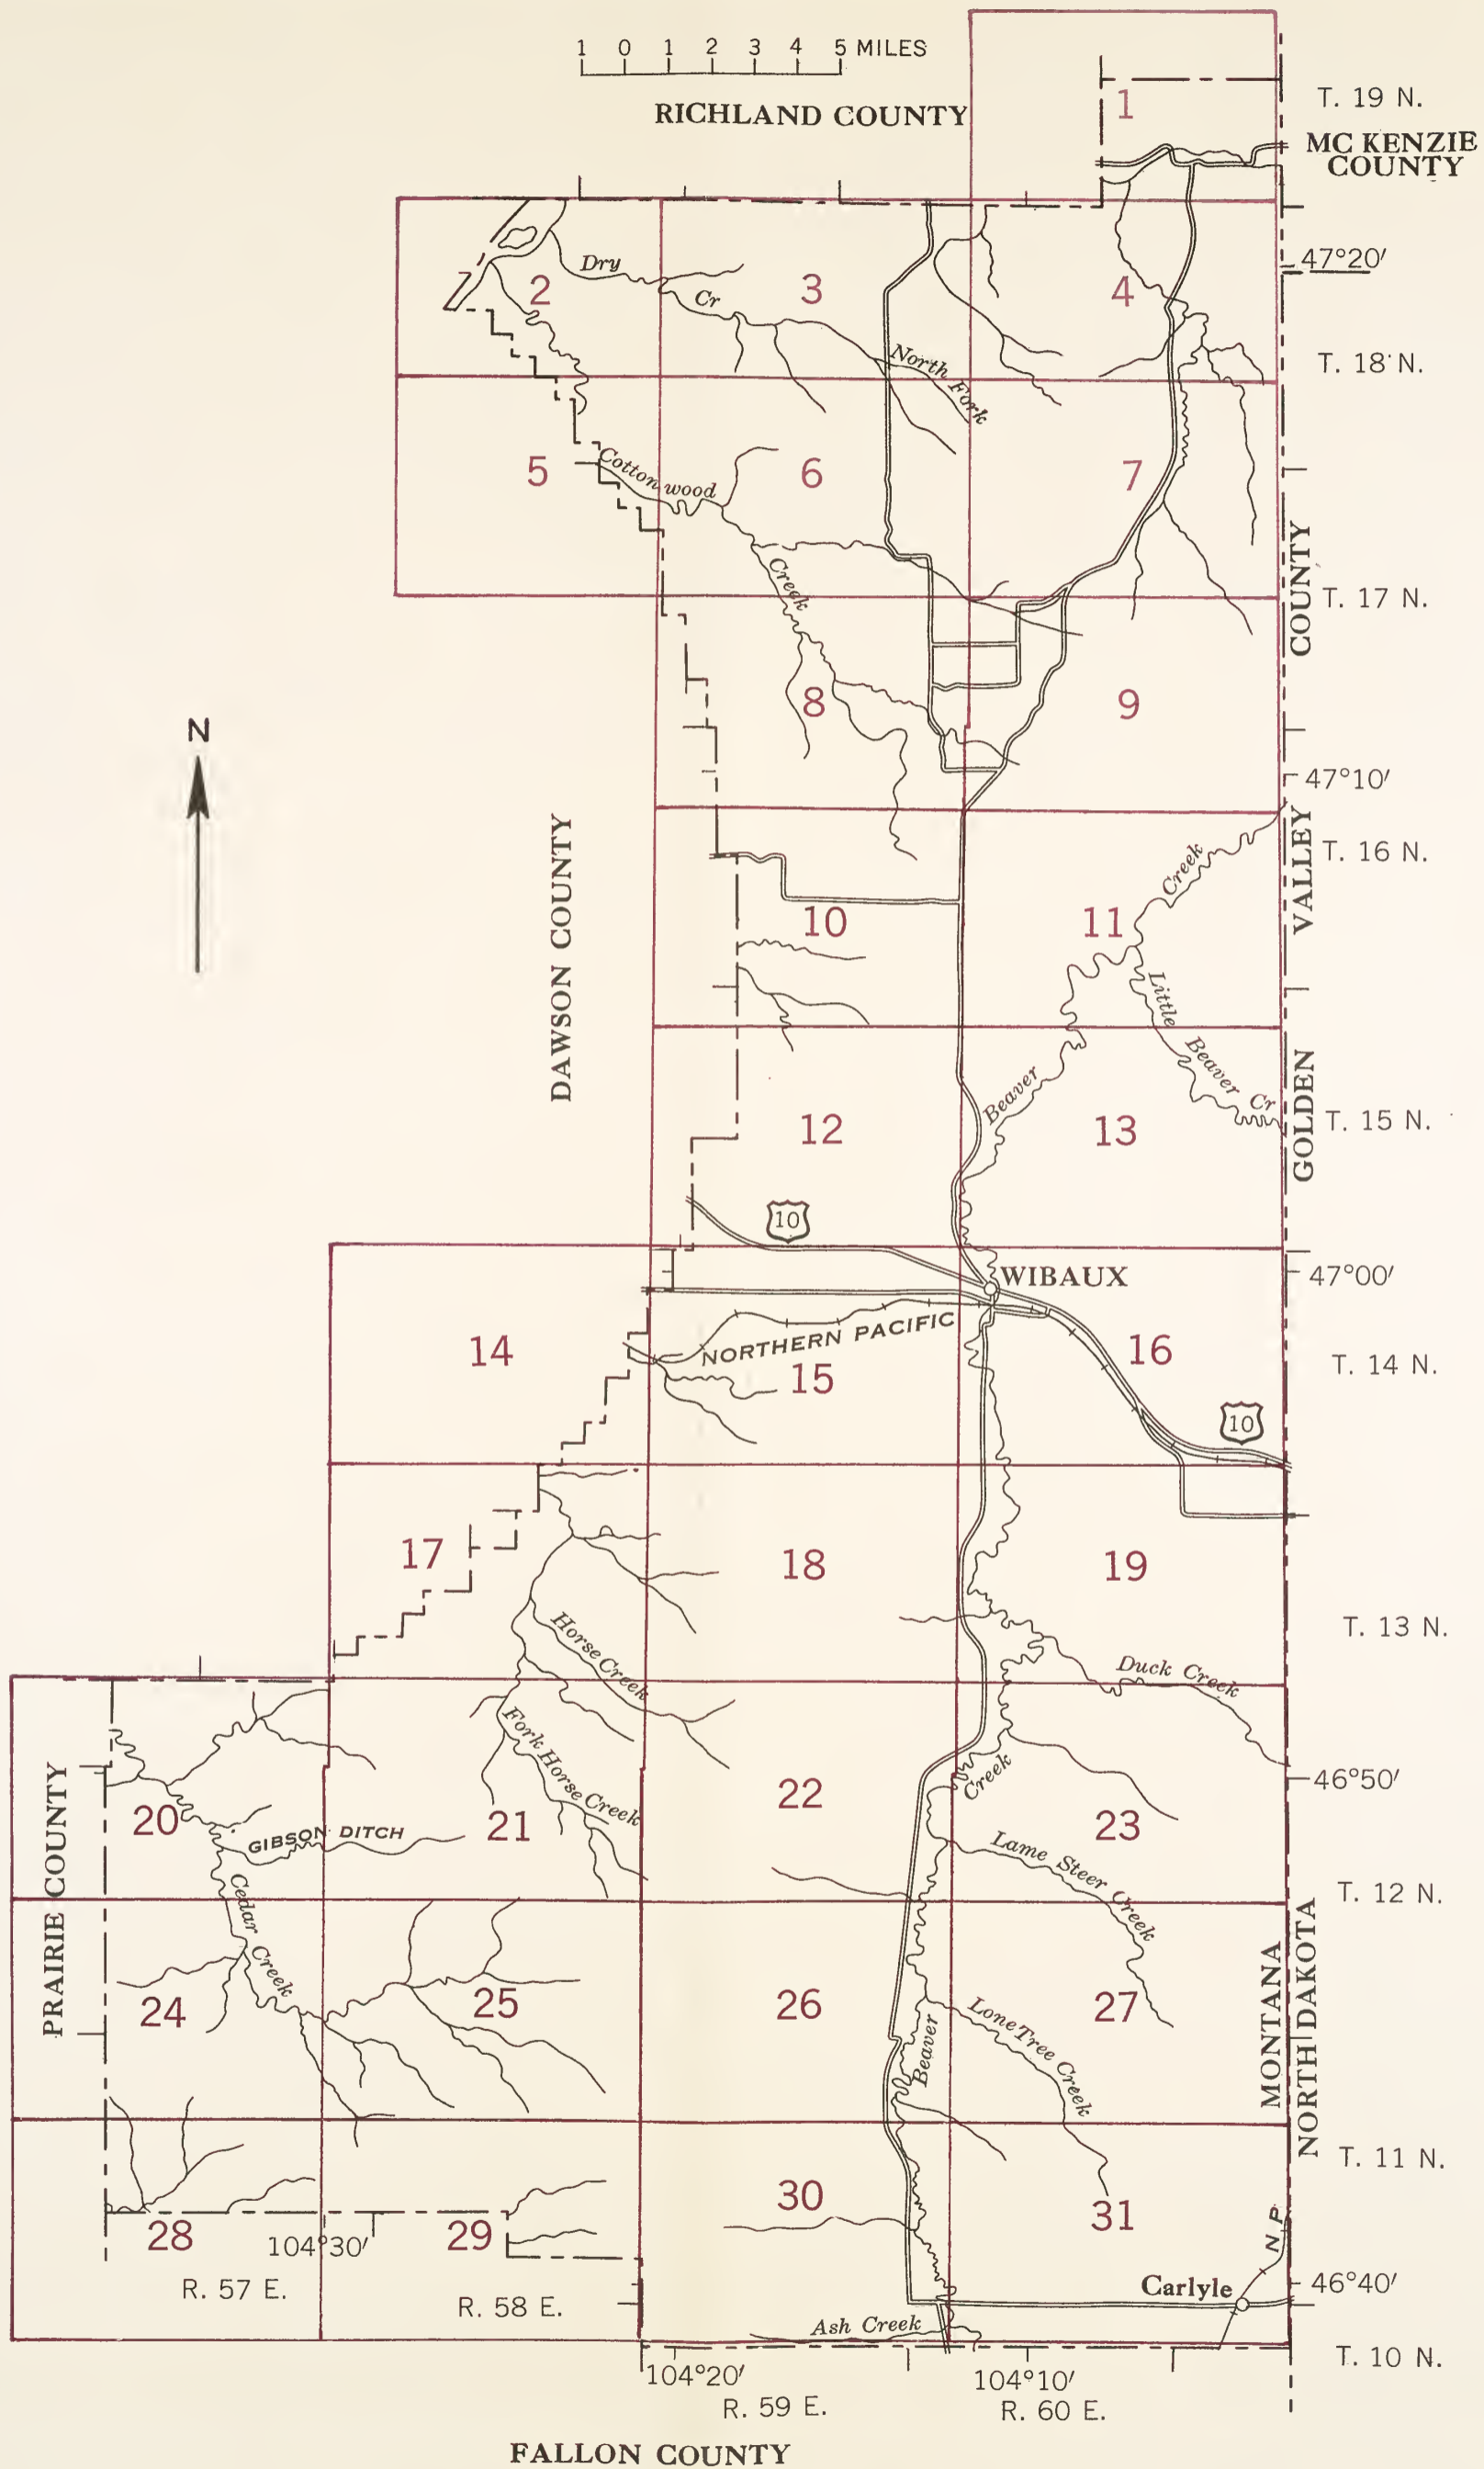 1 0 1 2 3 4 5 MILES
RICHLAND COUNTY
1
T. 19 N.
MC KENZIE
COUNTY
47°20′
Dry
Cr
2
3
4
North Fork
T. 18 N.
5
Cottonwood
6
7
Creek
COUNTY
T. 17 N.
8
9
N
47°10′
DAWSON COUNTY
VALLEY
T. 16 N.
Creek
10
11
Little Beaver Cr
GOLDEN
Beaver
12
13
T. 15 N.
10
WIBAUX
47°00′
NORTHERN PACIFIC
14
15
16
T. 14 N.
10
17
18
19
Horse Creek
T. 13 N.
Duck Creek
Fork Horse Creek
Creek
46°50′
PRAIRIE COUNTY
20
GIBSON DITCH
21
22
23
Lame Steer Creek
Cedar Creek
T. 12 N.
24
25
26
27
Lone Tree Creek
Beaver
MONTANA
NORTH DAKOTA
T. 11 N.
28
104°30′
29
30
31
N P
R. 57 E.
R. 58 E.
Carlyle
46°40′
Ash Creek
T. 10 N.
104°20′
104°10′
R. 59 E.
R. 60 E.
FALLON COUNTY